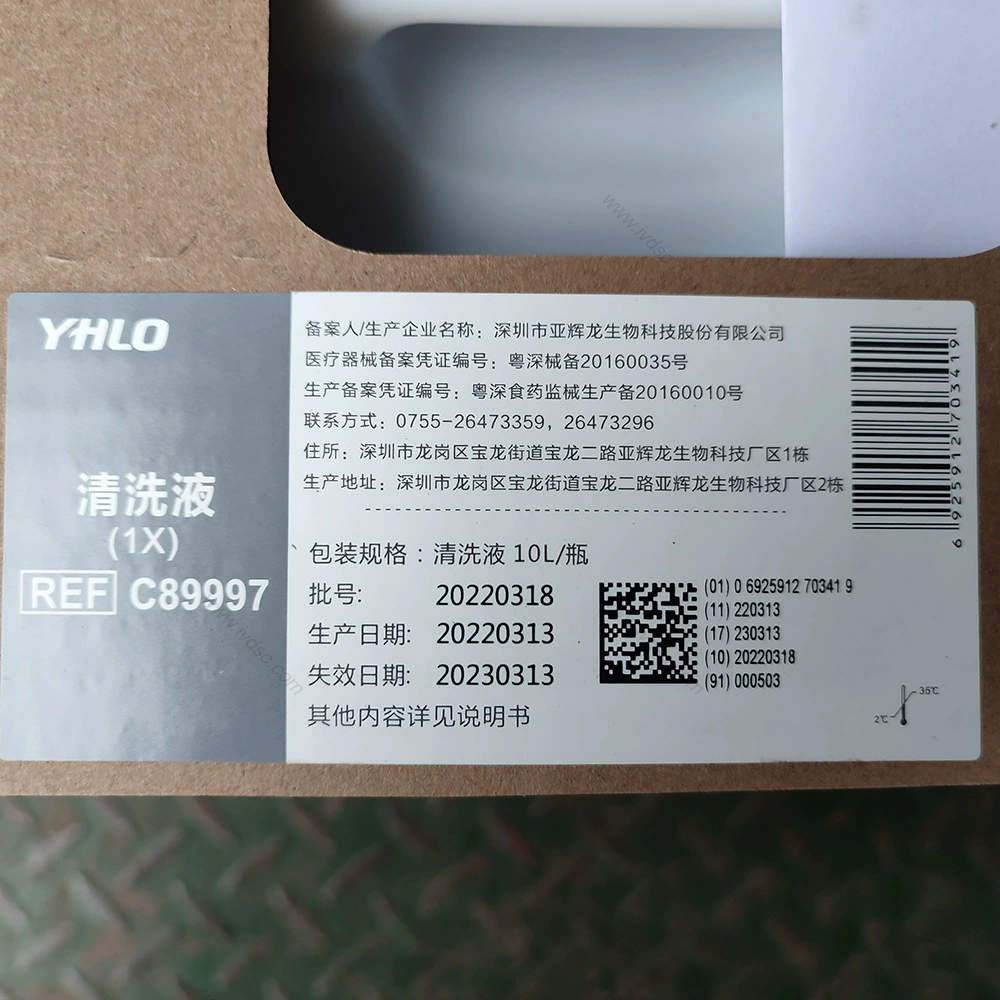 YHLO
清洗液
(1X)
REF C89997
备案人/生产企业名称：深圳市亚辉龙生物科技股份有限公司
医疗器械备案凭证编号：粤深械备20160035号
生产备案凭证编号：粤深食药监械生产备20160010号
联系方式：0755-26473359，26473296
住所：深圳市龙岗区宝龙街道宝龙二路亚辉龙生物科技厂区1栋
生产地址：深圳市龙岗区宝龙街道宝龙二路亚辉龙生物科技厂区2栋
包装规格：清洗液 10L/瓶
批号: 20220318
生产日期: 20220313
失效日期: 20230313
其他内容详见说明书
(01) 0 6925912 70341 9
(11) 220313
(17) 230313
(10) 20220318
(91) 000503
6 925912 703419
35℃
2℃
www.ivdsc.com
www.ivdsc.com